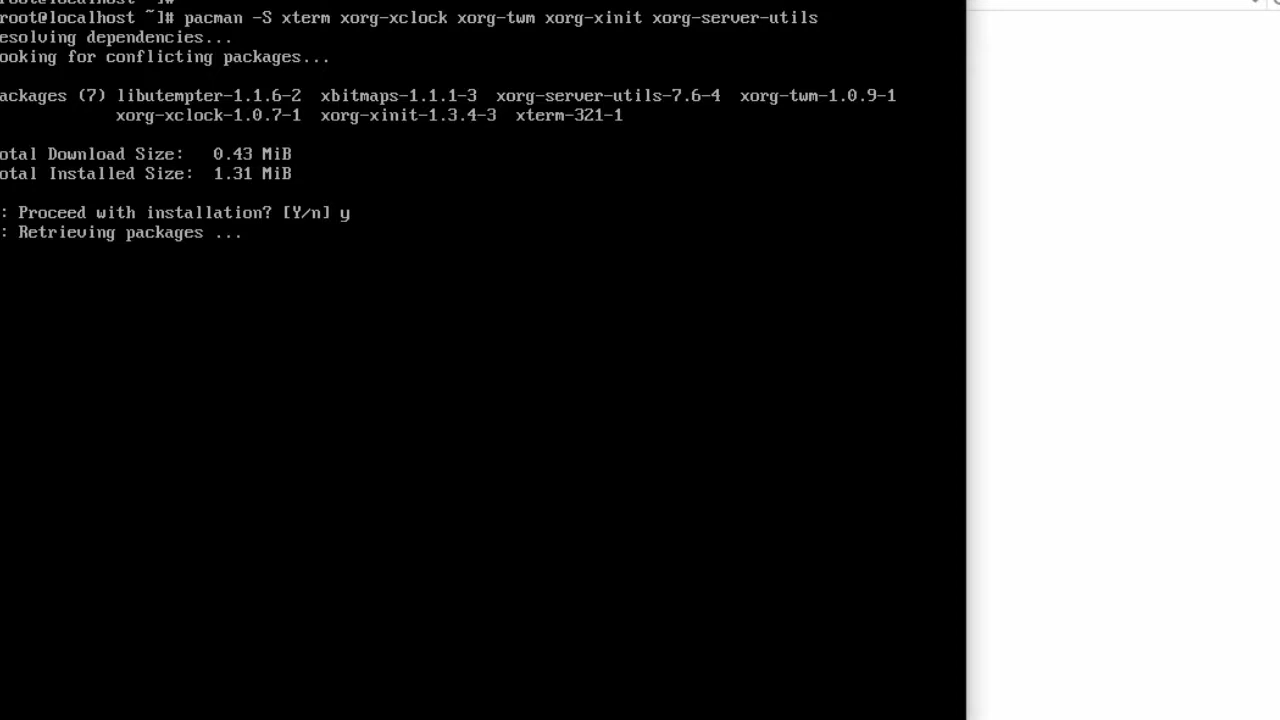 root@localhost ~]#
root@localhost ~]# pacman -S xterm xorg-xclock xorg-twm xorg-xinit xorg-server-utils
esolving dependencies...
ooking for conflicting packages...
ackages (7) libutempter-1.1.6-2 xbitmaps-1.1.1-3 xorg-server-utils-7.6-4 xorg-twm-1.0.9-1
xorg-xclock-1.0.7-1 xorg-xinit-1.3.4-3 xterm-321-1
otal Download Size: 0.43 MiB
otal Installed Size: 1.31 MiB
: Proceed with installation? [Y/n] y
: Retrieving packages ...